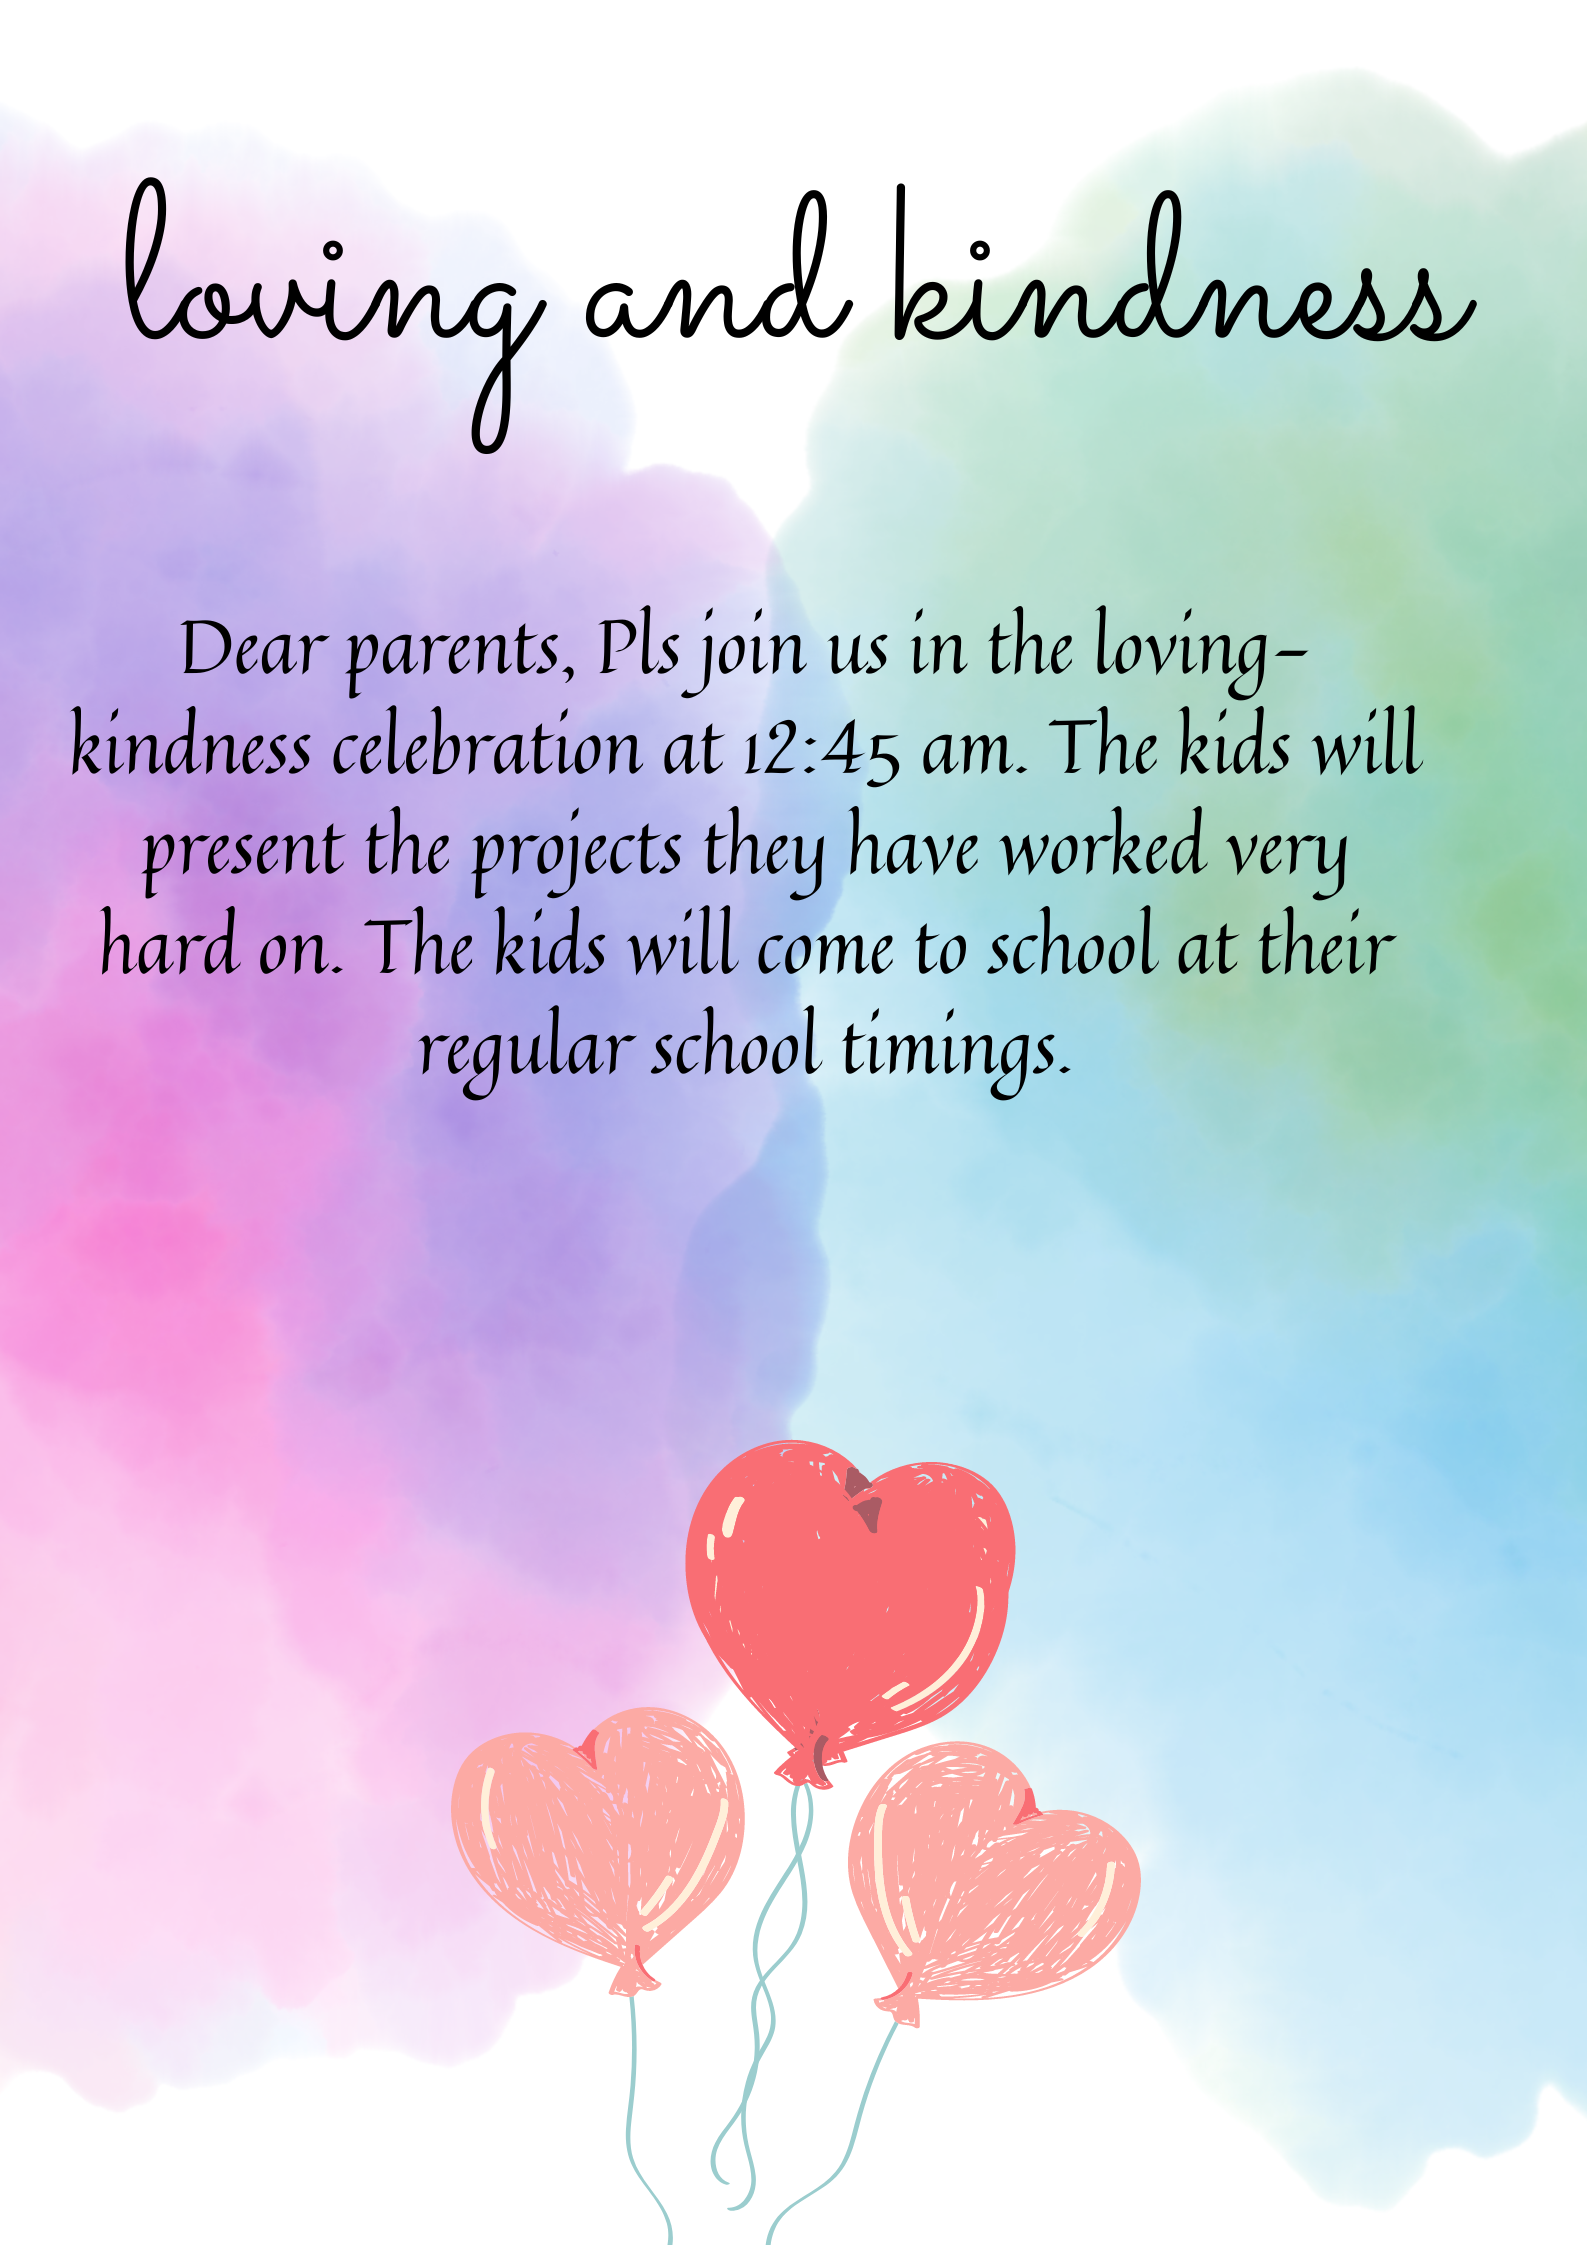 loving and kindness
Dear parents, Pls join us in the loving-
kindness celebration at 12:45 am. The kids will
present the projects they have worked very
hard on. The kids will come to school at their
regular school timings.